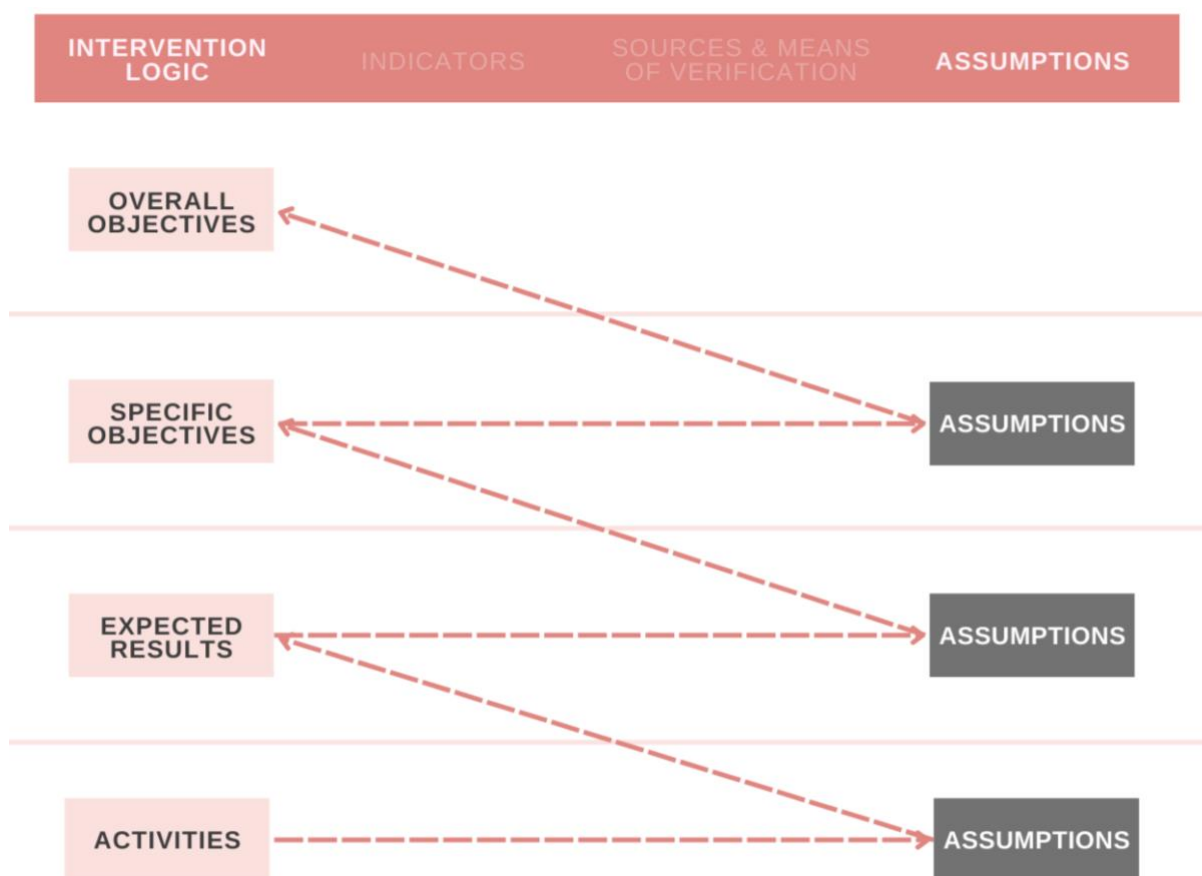 INTERVENTION
LOGIC
INDICATORS
SOURCES & MEANS
OF VERIFICATION
ASSUMPTIONS
OVERALL
OBJECTIVES
SPECIFIC
OBJECTIVES
ASSUMPTIONS
EXPECTED
RESULTS
ASSUMPTIONS
ACTIVITIES
ASSUMPTIONS